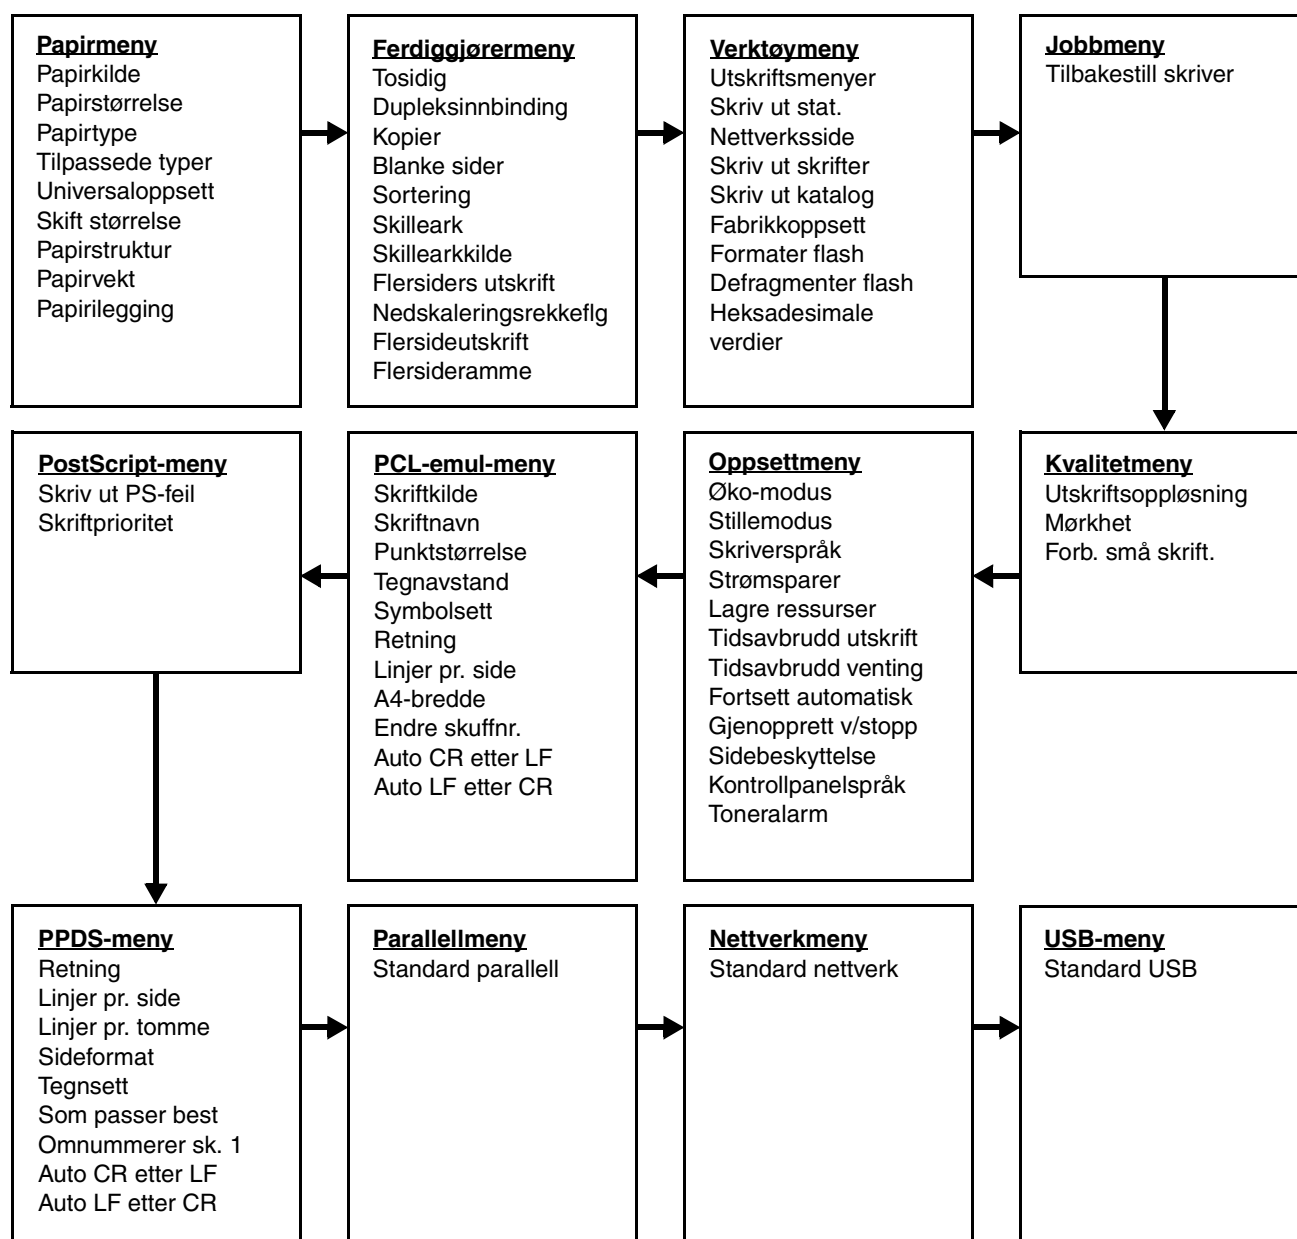 Papirmeny
Papirkilde
Papirstørrelse
Papirtype
Tilpassede typer
Universaloppsett
Skift størrelse
Papirstruktur
Papirvekt
Papirilegging
Ferdiggjørermeny
Tosidig
Dupleksinnbinding
Kopier
Blanke sider
Sortering
Skilleark
Skillearkkilde
Flersiders utskrift
Nedskaleringsrekkeflg
Flersideutskrift
Flersideramme
Verktøymeny
Utskriftsmenyer
Skriv ut stat.
Nettverksside
Skriv ut skrifter
Skriv ut katalog
Fabrikkoppsett
Formater flash
Defragmenter flash
Heksadesimale
verdier
Jobbmeny
Tilbakestill skriver
Kvalitetmeny
Utskriftsoppløsning
Mørkhet
Forb. små skrift.
Oppsettmeny
Øko-modus
Stillemodus
Skriverspråk
Strømsparer
Lagre ressurser
Tidsavbrudd utskrift
Tidsavbrudd venting
Fortsett automatisk
Gjenopprett v/stopp
Sidebeskyttelse
Kontrollpanelspråk
Toneralarm
PCL-emul-meny
Skriftkilde
Skriftnavn
Punktstørrelse
Tegnavstand
Symbolsett
Retning
Linjer pr. side
A4-bredde
Endre skuffnr.
Auto CR etter LF
Auto LF etter CR
PostScript-meny
Skriv ut PS-feil
Skriftprioritet
PPDS-meny
Retning
Linjer pr. side
Linjer pr. tomme
Sideformat
Tegnsett
Som passer best
Omnummerer sk. 1
Auto CR etter LF
Auto LF etter CR
Parallellmeny
Standard parallell
Nettverkmeny
Standard nettverk
USB-meny
Standard USB